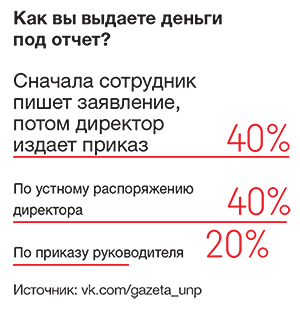 Как вы выдаете деньги
под отчет?
Сначала сотрудник
пишет заявление,
потом директор
издает приказ 40%
По устному распоряжению
директора 40%
По приказу руководителя 20%
Источник: vk.com/gazeta_unp